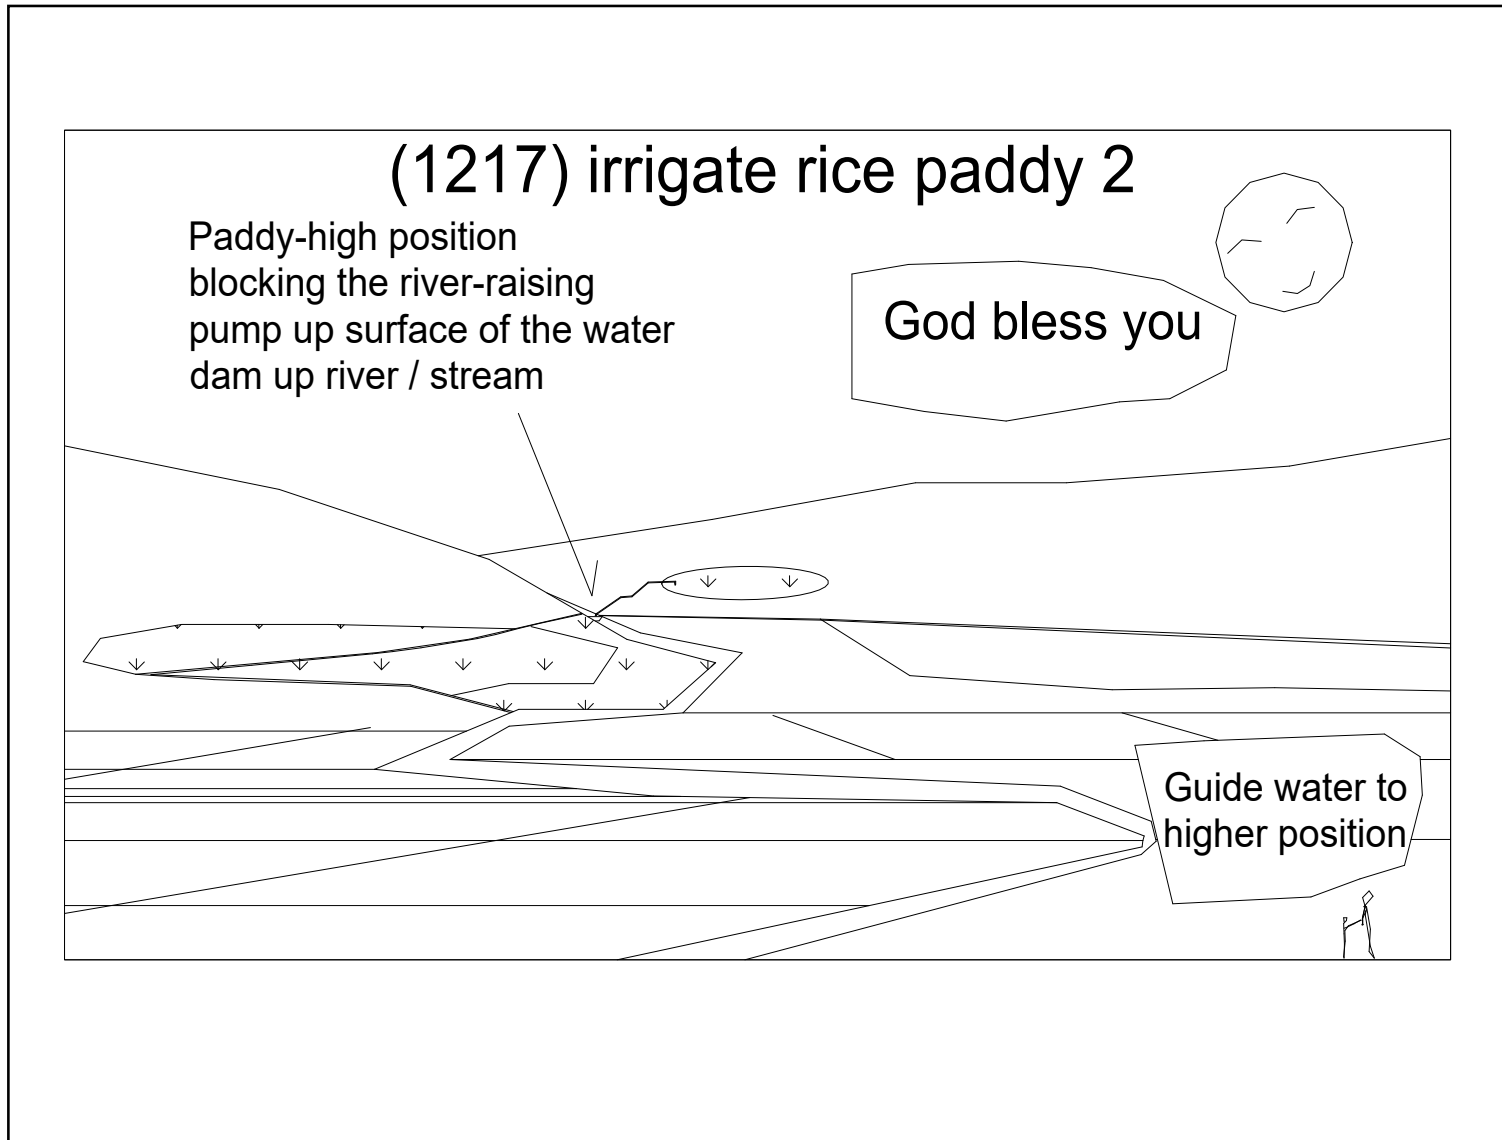 (1217) irrigate rice paddy 2
Paddy-high position
blocking the river-raising
pump up surface of the water
dam up river / stream
God bless you
Guide water to
higher position